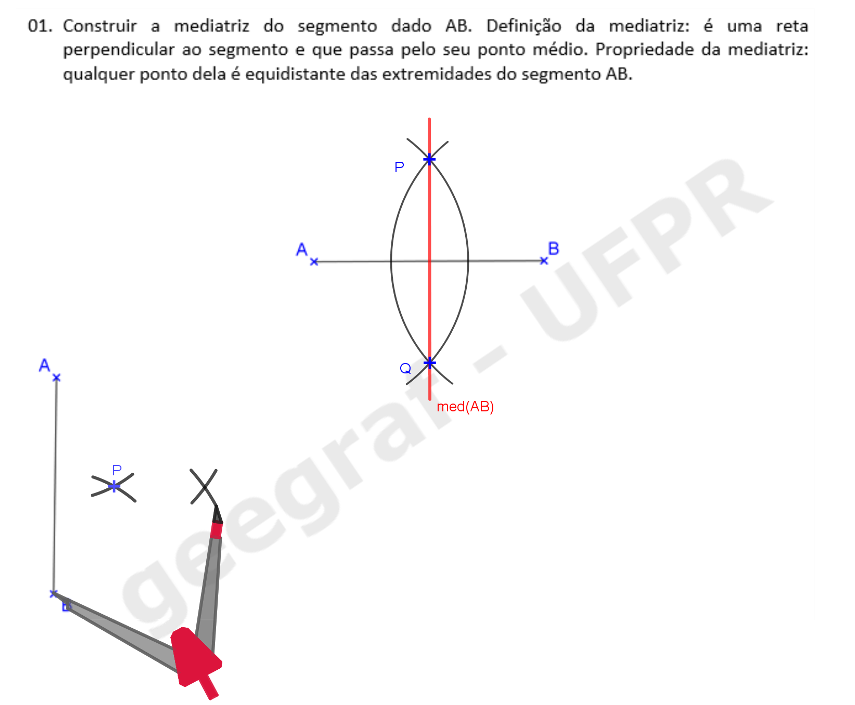 01. Construir a mediatriz do segmento dado AB. Definição da mediatriz: é uma reta
perpendicular ao segmento e que passa pelo seu ponto médio. Propriedade da mediatriz:
qualquer ponto dela é equidistante das extremidades do segmento AB.
P
A
B
Q
med(AB)
A
P
B
geegraf - UFPR